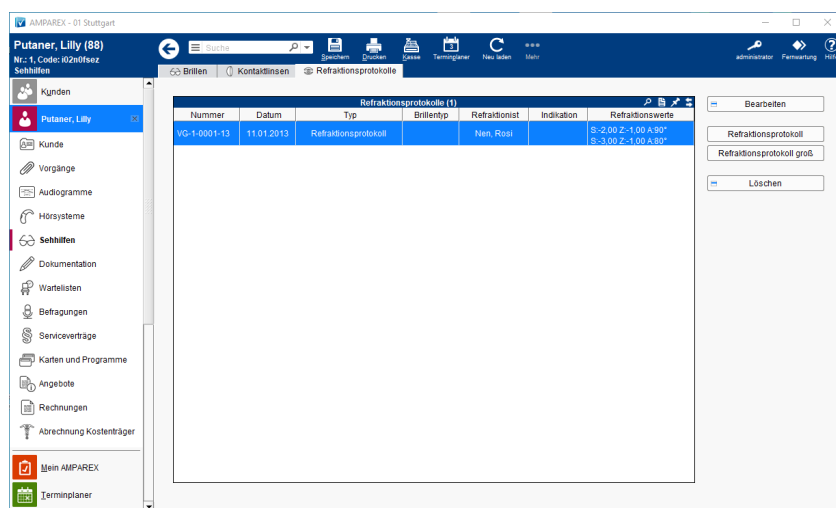 AMPAREX - 01 Stuttgart
Putaner, Lilly (88)
Nr.: 1, Code: i02n0fsez
Sehhilfen
Suche
Speichern
Drucken
Kasse
Terminplaner
Neu laden
Mehr
administrator
Fernwartung
Hilfe
Brillen
Kontaktlinsen
Refraktionsprotokolle
Kunden
Putaner, Lilly
Kunde
Vorgänge
Audiogramme
Hörsysteme
Sehhilfen
Dokumentation
Wartelisten
Befragungen
Serviceverträge
Karten und Programme
Angebote
Rechnungen
Abrechnung Kostenträger
Mein AMPAREX
Terminplaner
Refraktionsprotokolle (1)
Nummer Datum Typ Brillentyp Refraktionist Indikation Refraktionswerte
VG-1-0001-13 11.01.2013 Refraktionsprotokoll Nen, Rosi S:-2,00 Z:-1,00 A:90°
S:-3,00 Z:-1,00 A:80°
Bearbeiten
Refraktionsprotokoll
Refraktionsprotokoll groß
Löschen